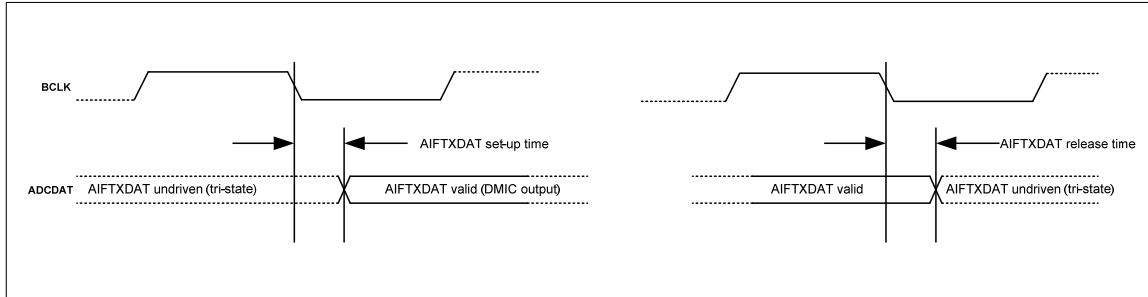 BCLK
AIFTXDAT set-up time
AIFTXDAT release time
ADCDAT
AIFTXDAT undriven (tri-state)
AIFTXDAT valid (DMIC output)
AIFTXDAT valid
AIFTXDAT undriven (tri-state)